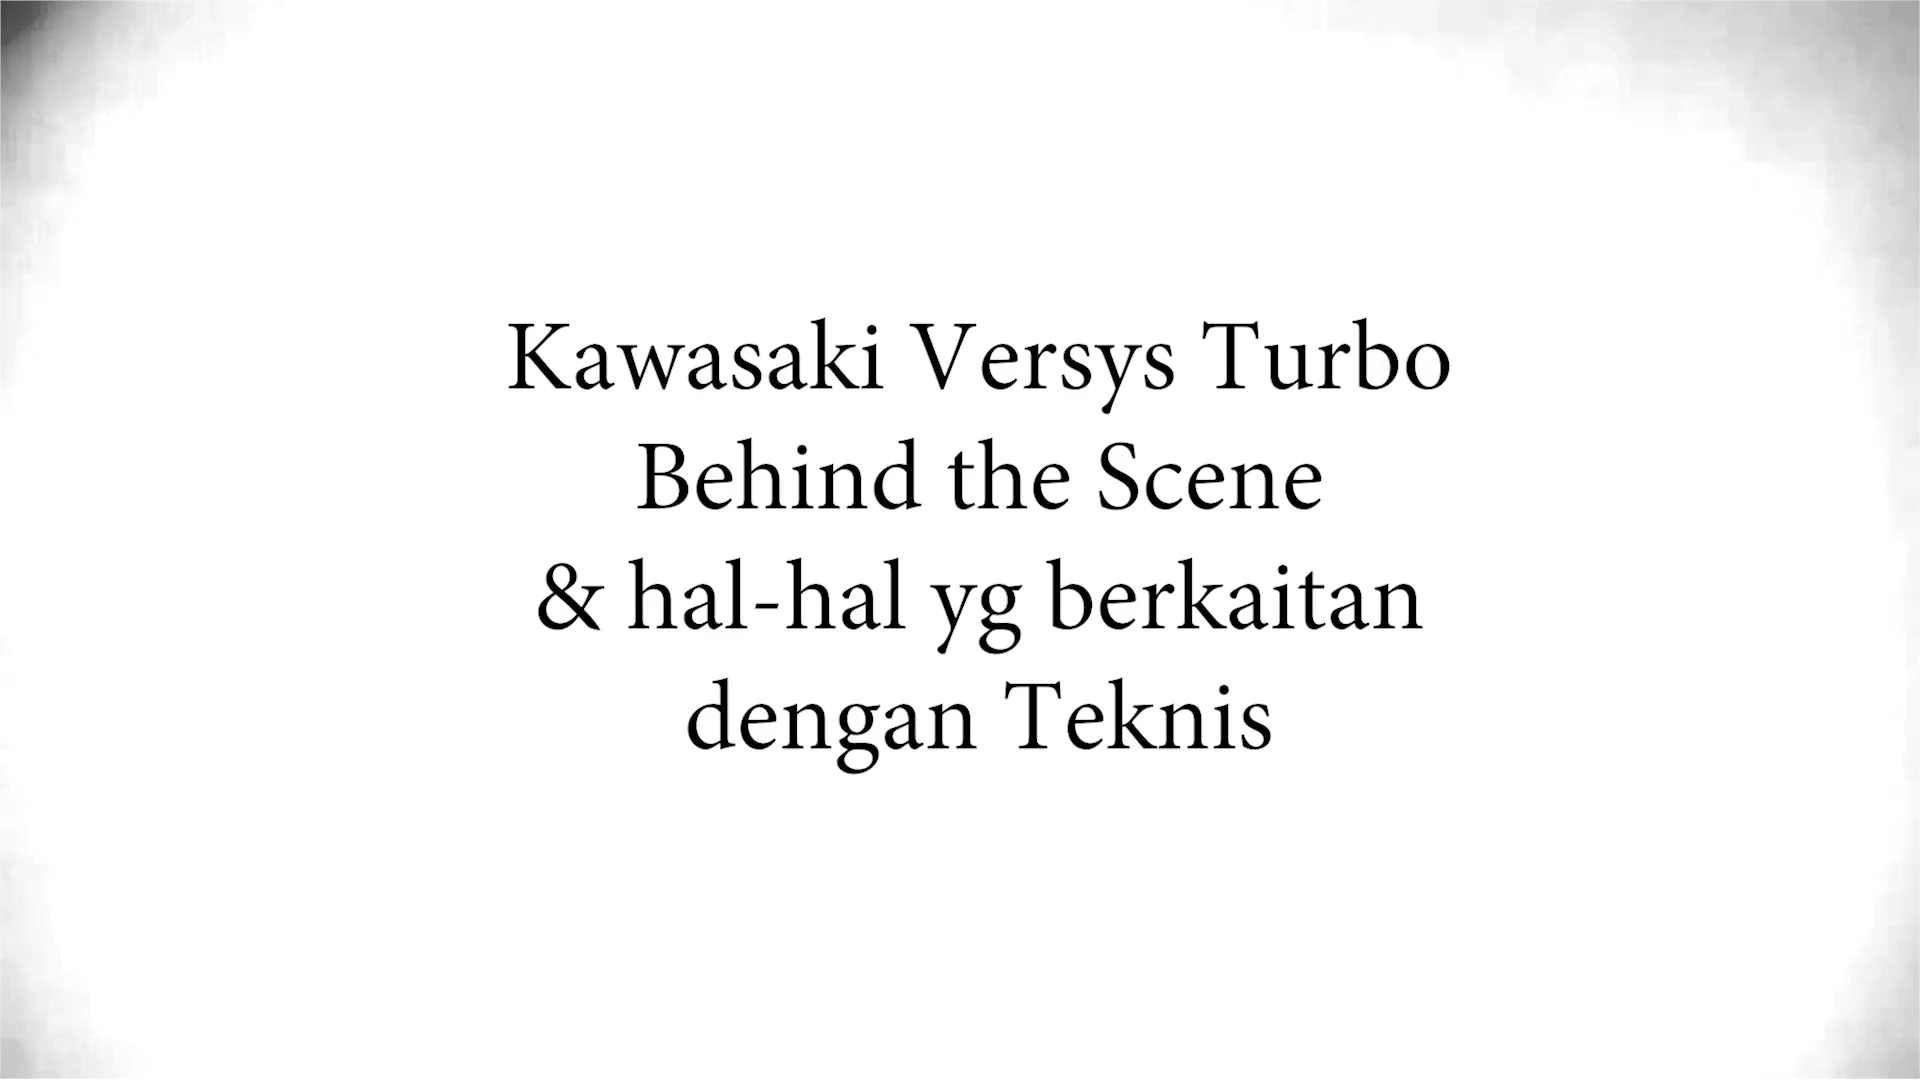 Kawasaki Versys Turbo
Behind the Scene
& hal-hal yg berkaitan
dengan Teknis